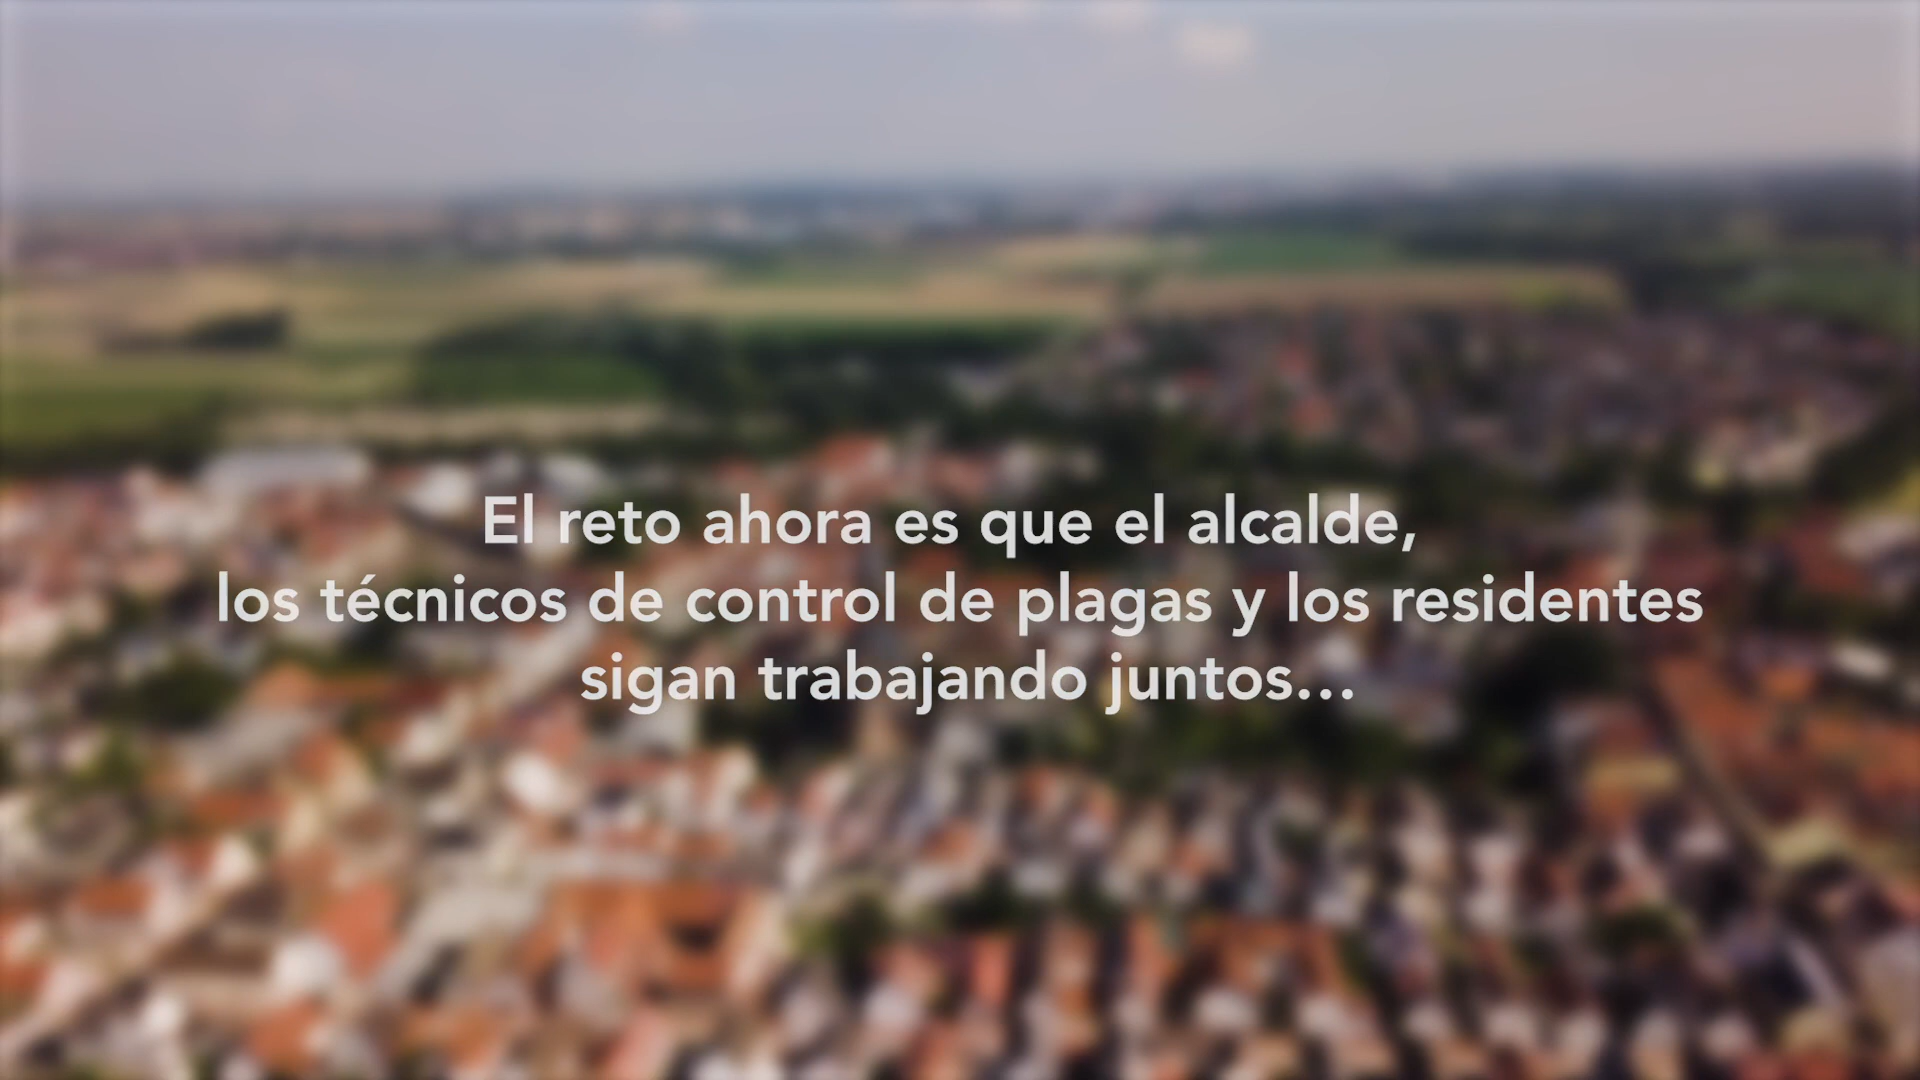 El reto ahora es que el alcalde,
los técnicos de control de plagas y los residentes
sigan trabajando juntos...